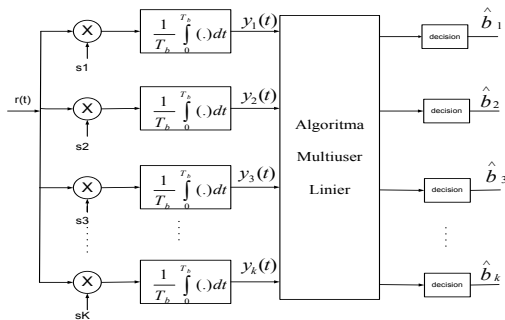 r(t)
s1
1/T_b ∫_0^{T_b} (.)dt
y_1(t)
decision
b̂_1
s2
1/T_b ∫_0^{T_b} (.)dt
y_2(t)
decision
b̂_2
s3
1/T_b ∫_0^{T_b} (.)dt
y_3(t)
decision
b̂_3
sK
1/T_b ∫_0^{T_b} (.)dt
y_k(t)
decision
b̂_k
Algoritma
Multiuser
Linier